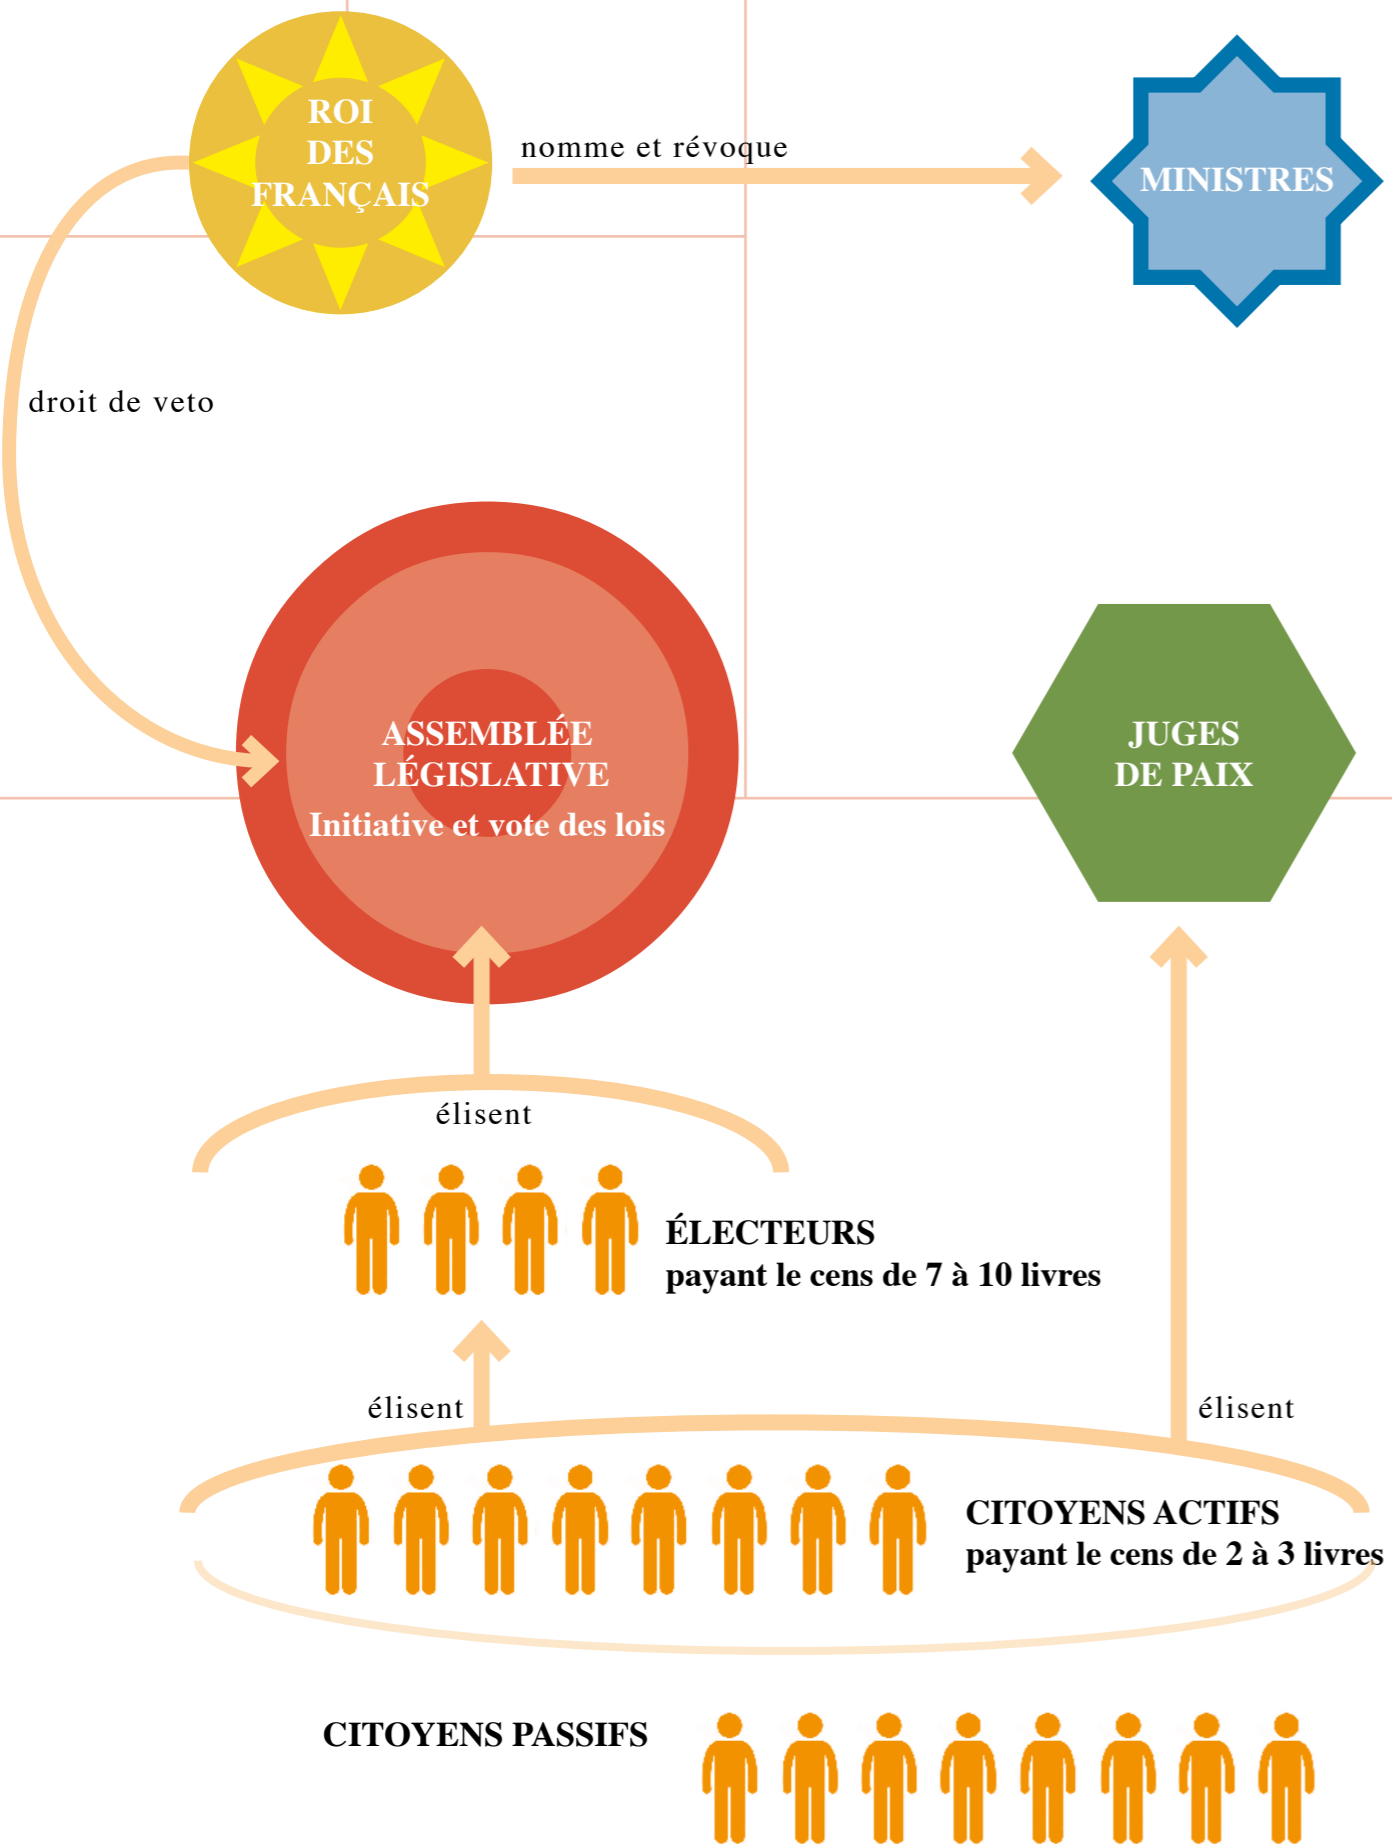 ROI
DES
FRANÇAIS
nomme et révoque
MINISTRES
droit de veto
ASSEMBLÉE
LÉGISLATIVE
Initiative et vote des lois
JUGES
DE PAIX
élisent
ÉLECTEURS
payant le cens de 7 à 10 livres
élisent
élisent
CITOYENS ACTIFS
payant le cens de 2 à 3 livres
CITOYENS PASSIFS